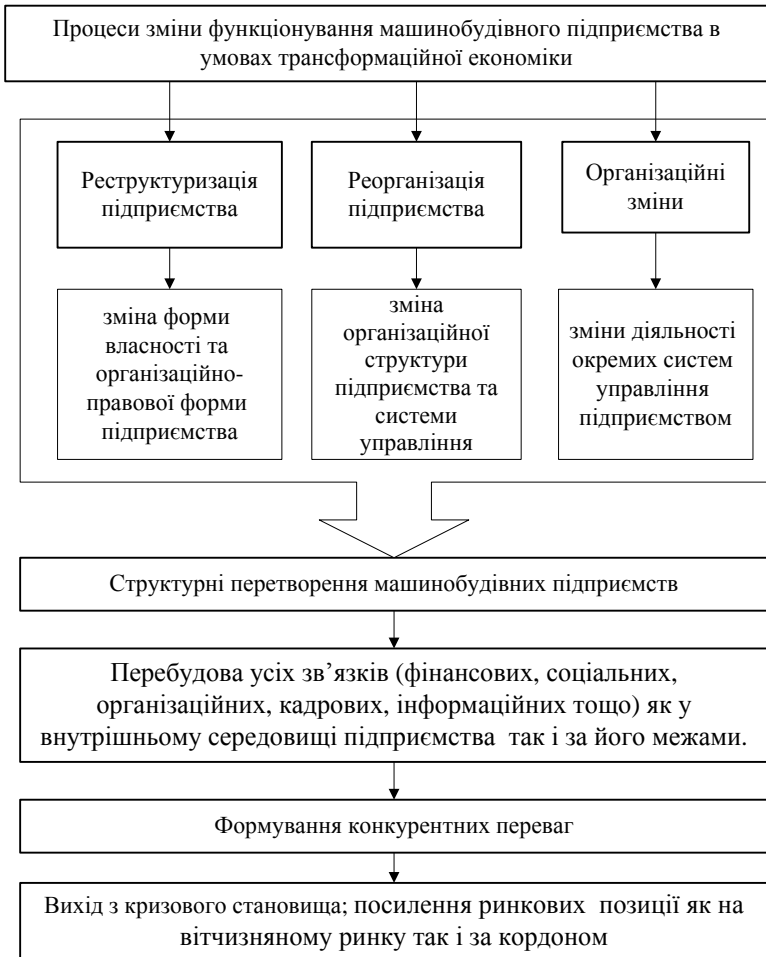 Процеси зміни функціонування машинобудівного підприємства в
умовах трансформаційної економіки
Реструктуризація
підприємства
Реорганізація
підприємства
Організаційні
зміни
зміна форми
власності та
організаційно-
правової форми
підприємства
зміна
організаційної
структури
підприємства та
системи
управління
зміни діяльності
окремих систем
управління
підприємством
Структурні перетворення машинобудівних підприємств
Перебудова усіх зв’язків (фінансових, соціальних,
організаційних, кадрових, інформаційних тощо) як у
внутрішньому середовищі підприємства так і за його межами.
Формування конкурентних переваг
Вихід з кризового становища; посилення ринкових позиції як на
вітчизняному ринку так і за кордоном